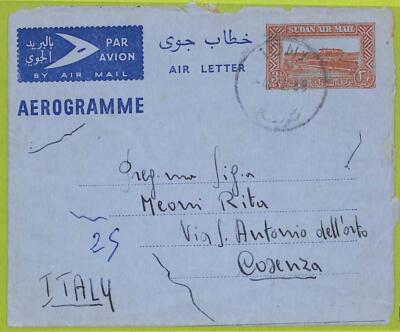 بالبريد PAR
الجوي AVION
BY AIR MAIL
خطاب جوى
AIR LETTER
SUDAN AIR MAIL
AEROGRAMME
Preg.ma Sig.a
Meoni Rita
Via S. Antonio dell'orto
Cosenza
25
ITALY